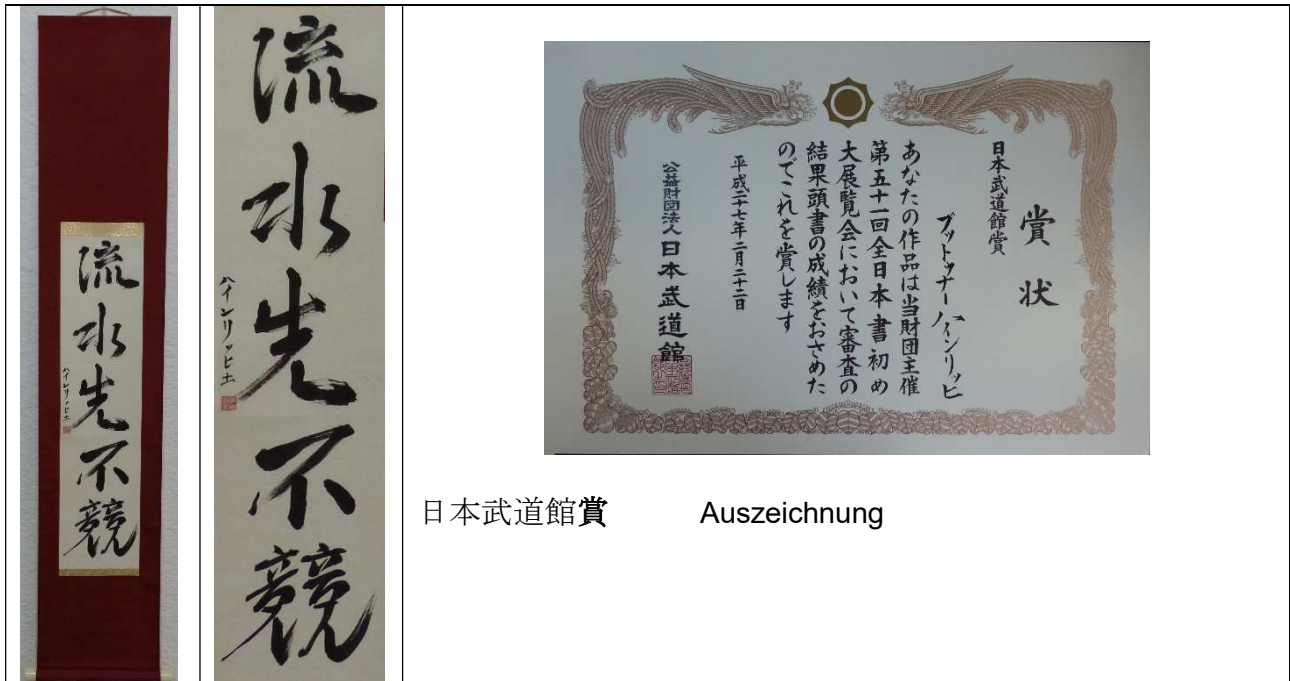 流水先不競
ハインリッヒ土
流水先不競
ハインリッヒ土
賞状
日本武道館賞
ブットゥナー ハインリッヒ
あなたの作品は当財団主催
第五十一回全日本書初め
大展覧会において審査の
結果頭書の成績をおさめた
のでこれを賞します
平成二十七年二月二十二日
公益財団法人日本武道館
日本武道館賞 Auszeichnung